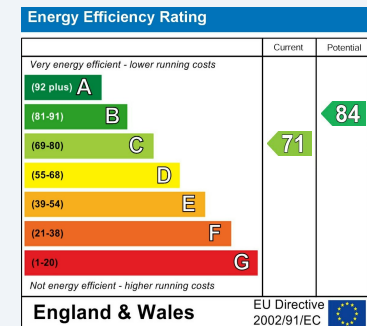 Energy Efficiency Rating
Current Potential
Very energy efficient - lower running costs
(92 plus) A
(81-91) B 84
(69-80) C 71
(55-68) D
(39-54) E
(21-38) F
(1-20) G
Not energy efficient - higher running costs
England & Wales
EU Directive
2002/91/EC